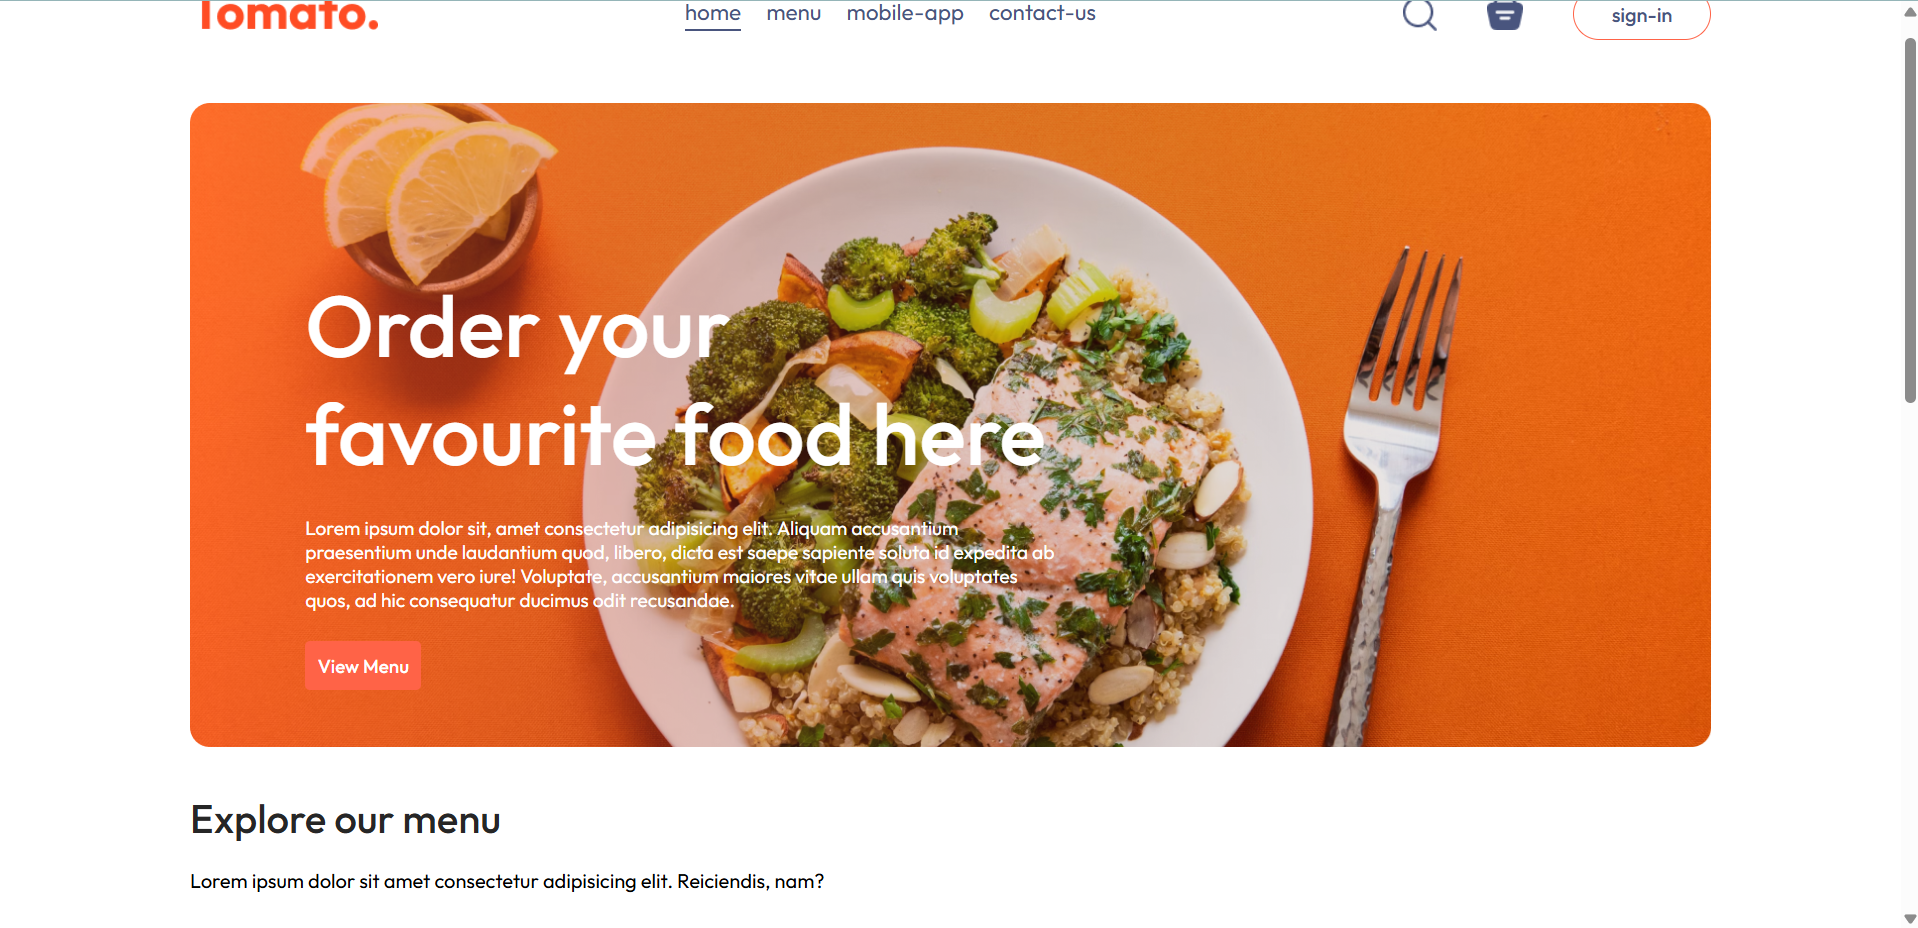 Tomato.
home menu mobile-app contact-us
sign-in
Order your
favourite food here
Lorem ipsum dolor sit, amet consectetur adipisicing elit. Aliquam accusantium
praesentium unde laudantium quod, libero, dicta est saepe sapiente soluta id expedita ab
exercitationem vero iure! Voluptate, accusantium maiores vitae ullam quis voluptates
quos, ad hic consequatur ducimus odit recusandae.
View Menu
Explore our menu
Lorem ipsum dolor sit amet consectetur adipisicing elit. Reiciendis, nam?